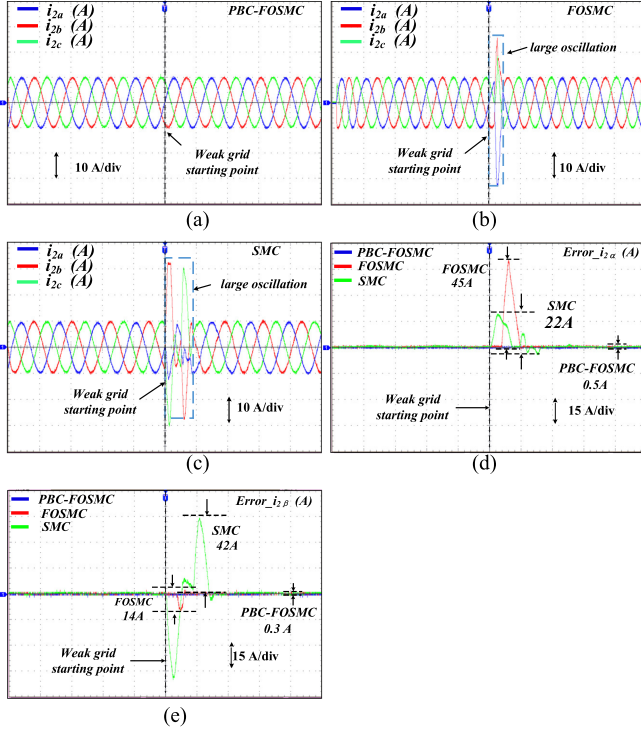 i2a (A)
i2b (A)
i2c (A)
PBC-FOSMC
Weak grid
starting point
10 A/div
(a)
i2a (A)
i2b (A)
i2c (A)
FOSMC
large oscillation
Weak grid
starting point
10 A/div
(b)
i2a (A)
i2b (A)
i2c (A)
SMC
large oscillation
Weak grid
starting point
10 A/div
(c)
PBC-FOSMC
FOSMC
SMC
Error_i2α (A)
FOSMC
45A
SMC
22A
PBC-FOSMC
0.5A
Weak grid
starting point
15 A/div
(d)
PBC-FOSMC
FOSMC
SMC
Error_i2β (A)
SMC
42A
FOSMC
14A
PBC-FOSMC
0.3 A
Weak grid
starting point
15 A/div
(e)